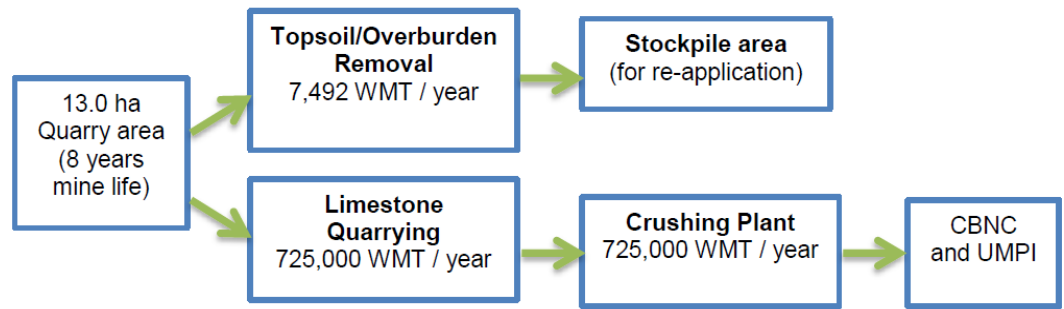 13.0 ha
Quarry area
(8 years
mine life)
Topsoil/Overburden
Removal
7,492 WMT / year
Stockpile area
(for re-application)
Limestone
Quarrying
725,000 WMT / year
Crushing Plant
725,000 WMT / year
CBNC
and UMPI